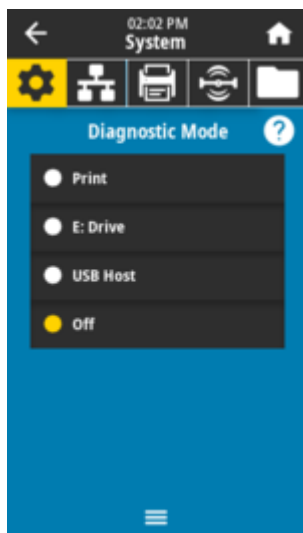 02:02 PM
System
Diagnostic Mode
?
Print
E: Drive
USB Host
Off